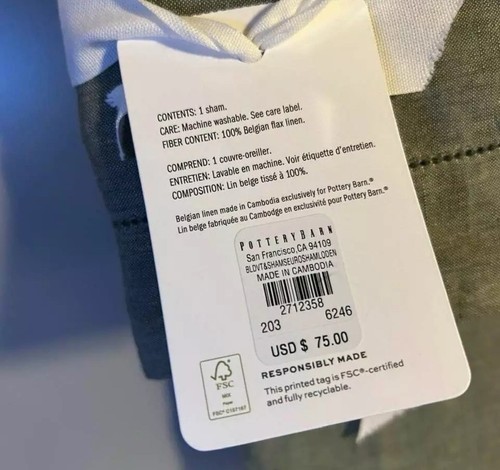 CONTENTS: 1 sham.
CARE: Machine washable. See care label.
FIBER CONTENT: 100% Belgian flax linen.
COMPREND: 1 couvre-oreiller.
ENTRETIEN: Lavable en machine. Voir étiquette d'entretien.
COMPOSITION: Lin belge tissé à 100%.
Belgian linen made in Cambodia exclusively for Pottery Barn.®
Lin belge fabriquée au Cambodge en exclusivité pour Pottery Barn.®
POTTERY BARN
San Francisco,CA 94109
BLDVT&SHAMSEUROSHAMLODEN
MADE IN CAMBODIA
2712358
203 6246
USD $ 75.00
RESPONSIBLY MADE
This printed tag is FSC®-certified
and fully recyclable.
FSC
MIX
Paper